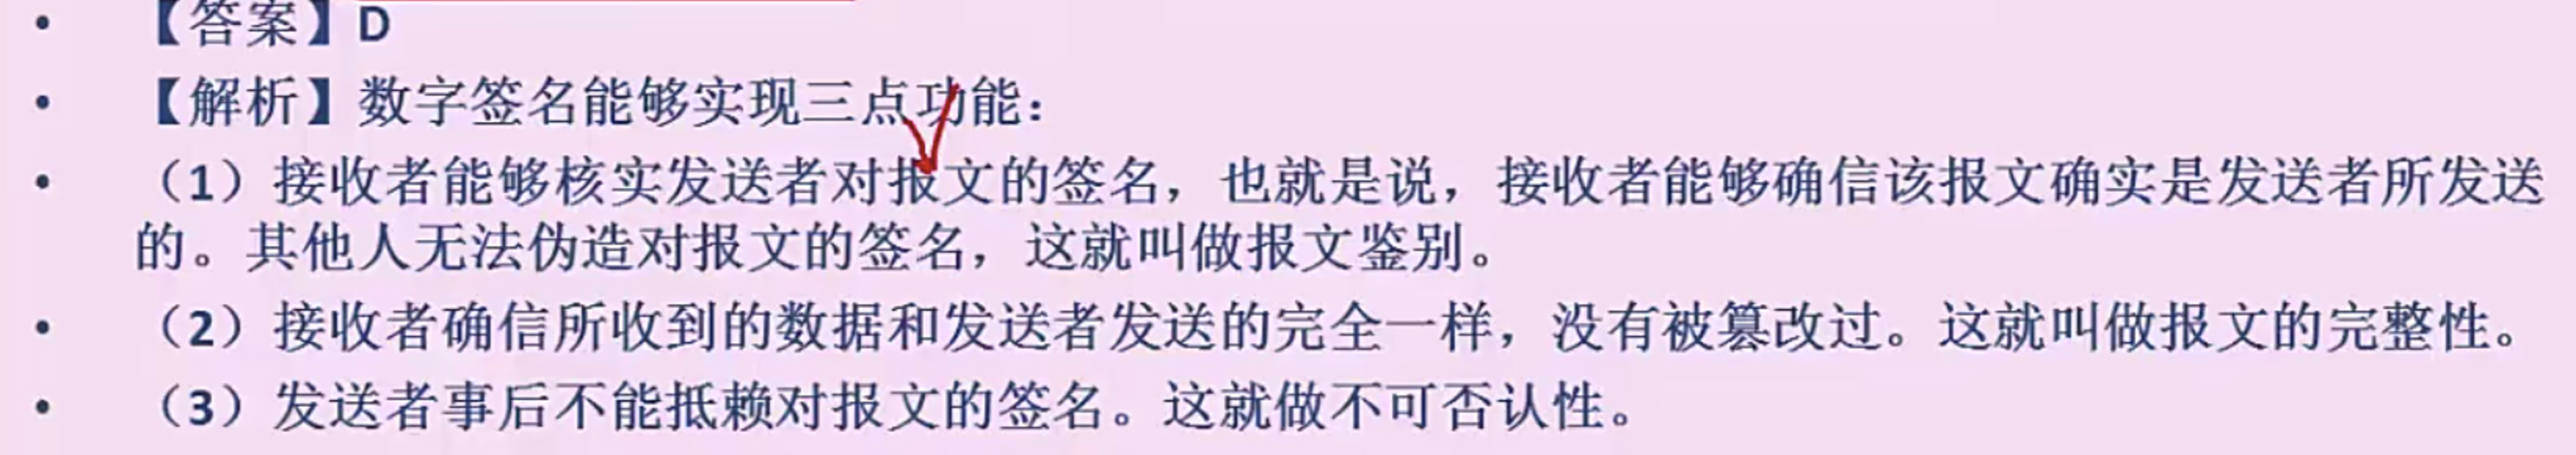 • 【答案】D
• 【解析】数字签名能够实现三点功能：
• （1）接收者能够核实发送者对报文的签名，也就是说，接收者能够确信该报文确实是发送者所发送
的。其他人无法伪造对报文的签名，这就叫做报文鉴别。
• （2）接收者确信所收到的数据和发送者发送的完全一样，没有被篡改过。这就叫做报文的完整性。
• （3）发送者事后不能抵赖对报文的签名。这就做不可否认性。